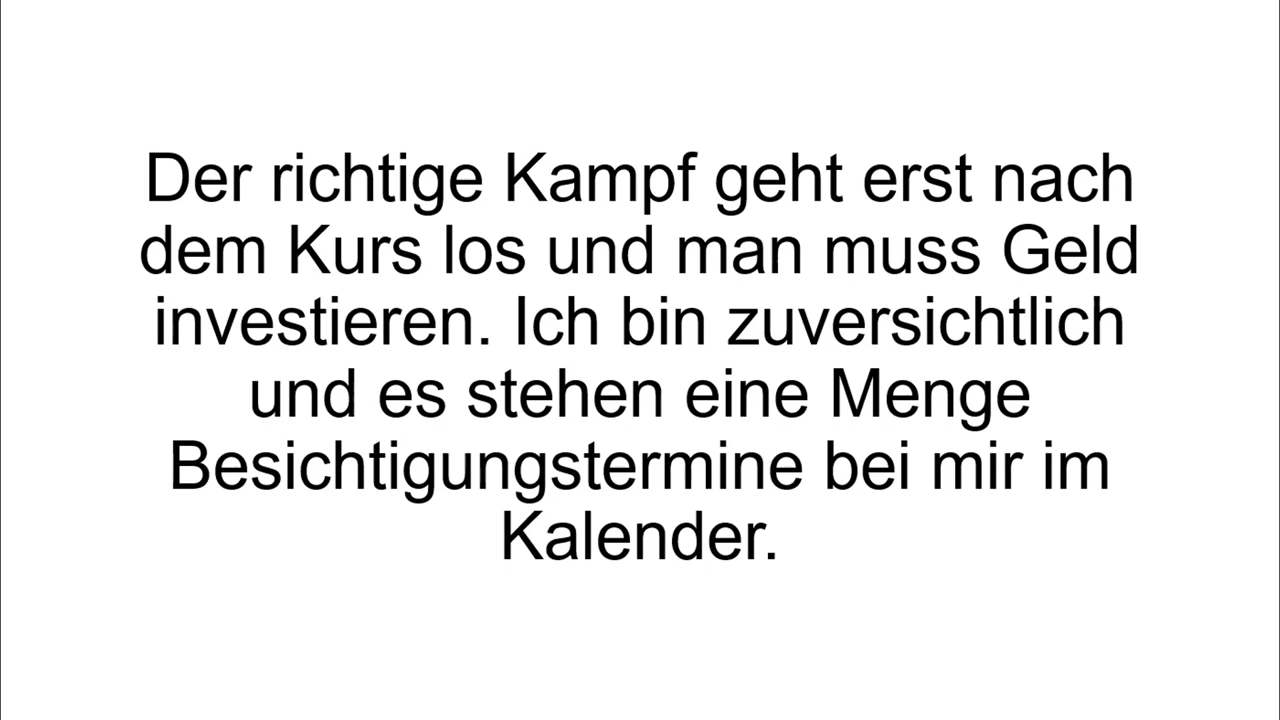 Der richtige Kampf geht erst nach
dem Kurs los und man muss Geld
investieren. Ich bin zuversichtlich
und es stehen eine Menge
Besichtigungstermine bei mir im
Kalender.